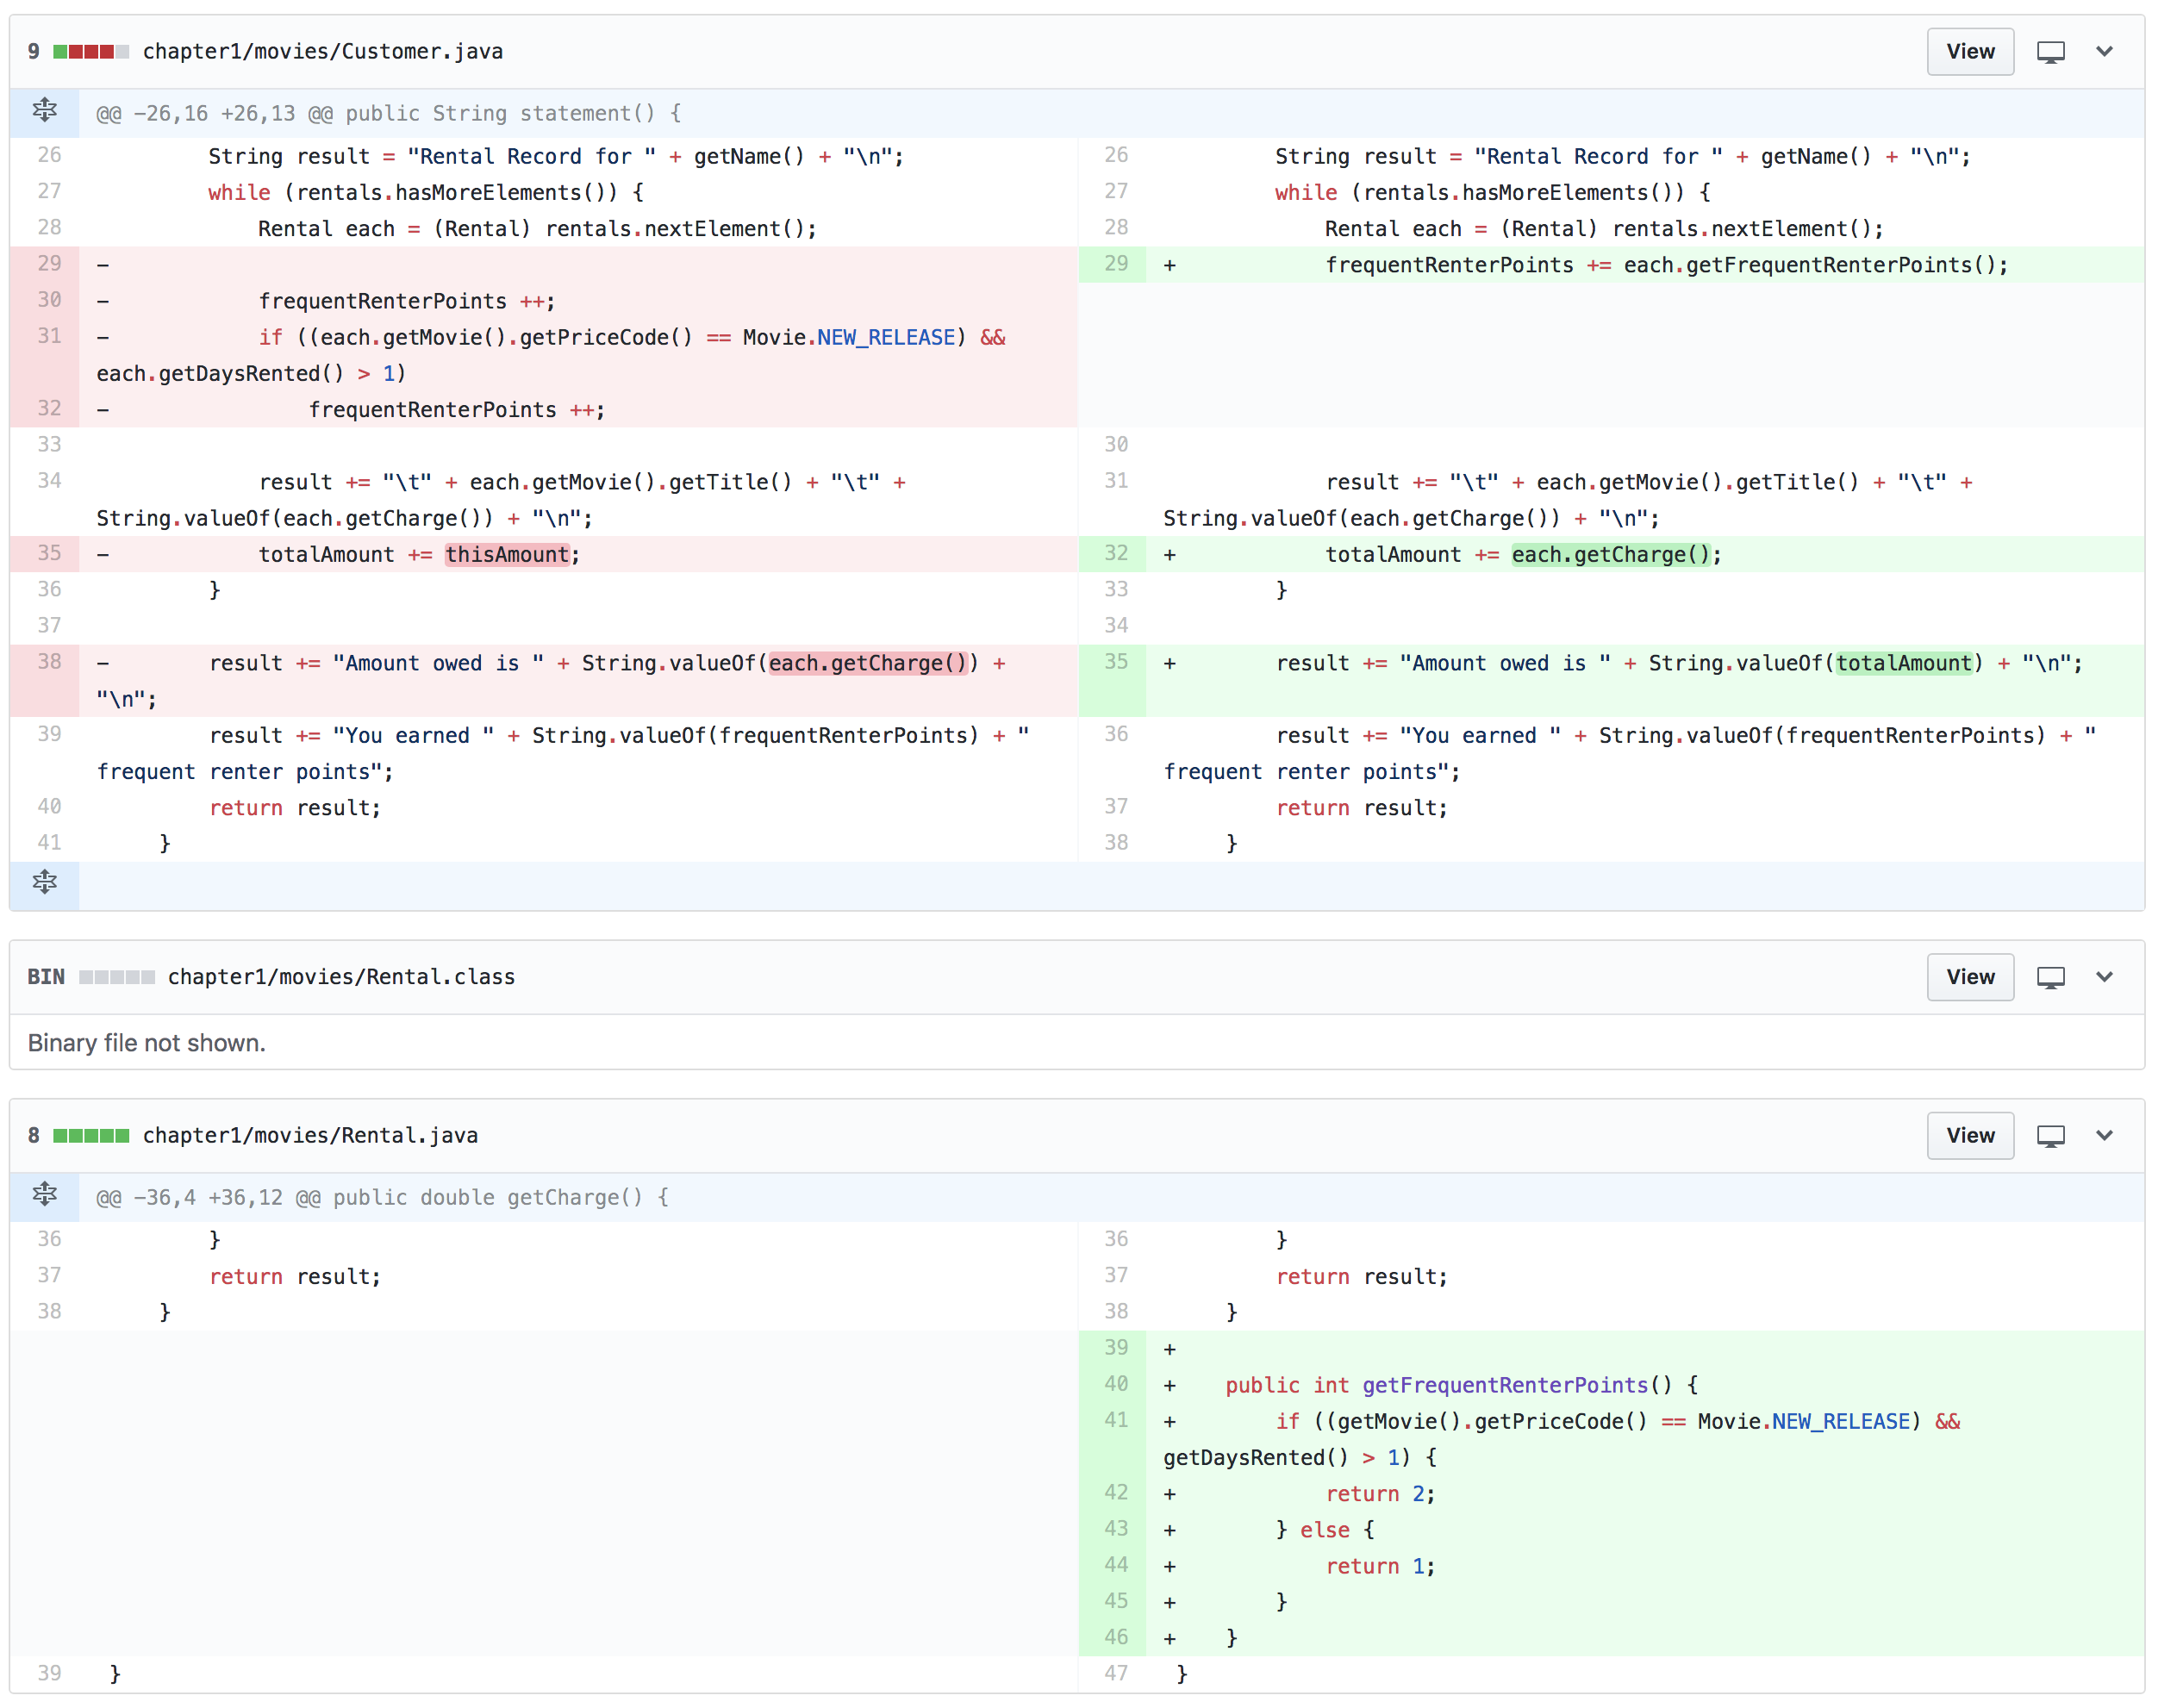 9 chapter1/movies/Customer.java View
@@ -26,16 +26,13 @@ public String statement() {
26 String result = "Rental Record for " + getName() + "\n";
27 while (rentals.hasMoreElements()) {
28 Rental each = (Rental) rentals.nextElement();
29 -
30 - frequentRenterPoints ++;
31 - if ((each.getMovie().getPriceCode() == Movie.NEW_RELEASE) &&
each.getDaysRented() > 1)
32 - frequentRenterPoints ++;
33
34 result += "\t" + each.getMovie().getTitle() + "\t" +
String.valueOf(each.getCharge()) + "\n";
35 - totalAmount += thisAmount;
36 }
37
38 - result += "Amount owed is " + String.valueOf(each.getCharge()) +
"\n";
39 result += "You earned " + String.valueOf(frequentRenterPoints) + "
frequent renter points";
40 return result;
41 }
26 String result = "Rental Record for " + getName() + "\n";
27 while (rentals.hasMoreElements()) {
28 Rental each = (Rental) rentals.nextElement();
29 + frequentRenterPoints += each.getFrequentRenterPoints();
30
31 result += "\t" + each.getMovie().getTitle() + "\t" +
String.valueOf(each.getCharge()) + "\n";
32 + totalAmount += each.getCharge();
33 }
34
35 + result += "Amount owed is " + String.valueOf(totalAmount) + "\n";
36 result += "You earned " + String.valueOf(frequentRenterPoints) + "
frequent renter points";
37 return result;
38 }
BIN chapter1/movies/Rental.class View
Binary file not shown.
8 chapter1/movies/Rental.java View
@@ -36,4 +36,12 @@ public double getCharge() {
36 }
37 return result;
38 }
39 }
36 }
37 return result;
38 }
39 +
40 + public int getFrequentRenterPoints() {
41 + if ((getMovie().getPriceCode() == Movie.NEW_RELEASE) &&
getDaysRented() > 1) {
42 + return 2;
43 + } else {
44 + return 1;
45 + }
46 + }
47 }